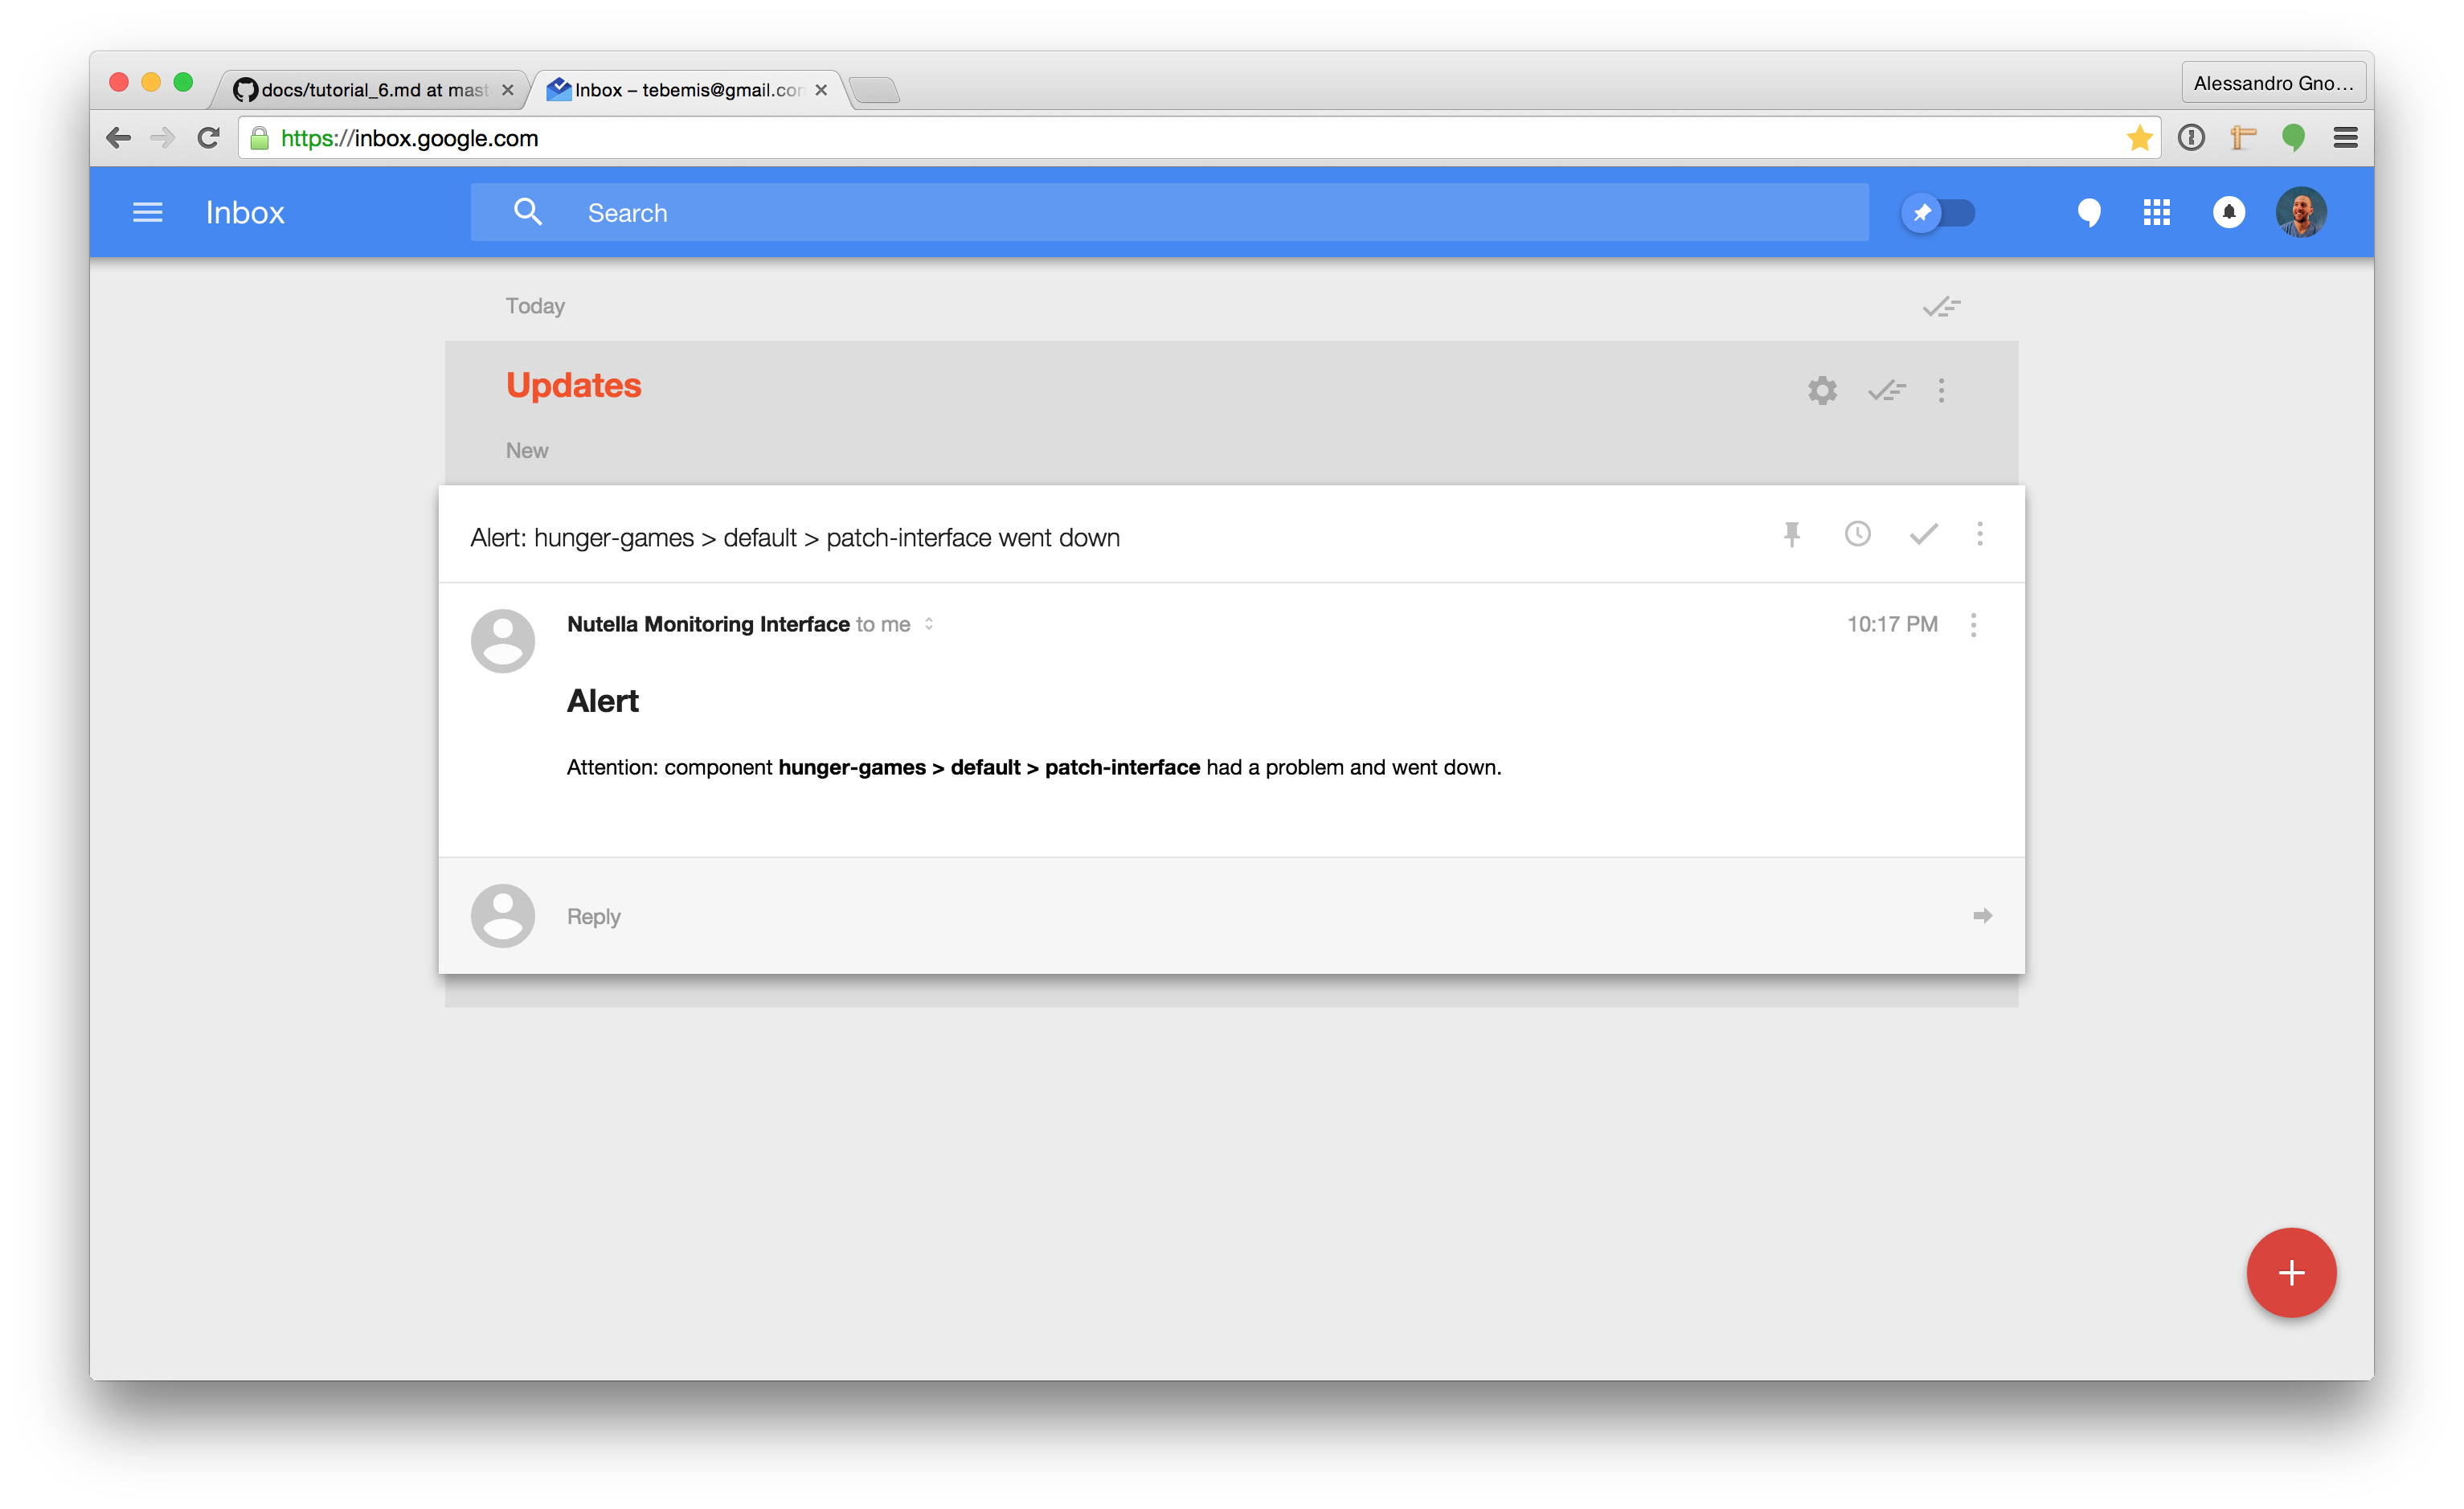 docs/tutorial_6.md at mast
Inbox – tebemis@gmail.com
Alessandro Gno...
https://inbox.google.com
Inbox
Search
Today
Updates
New
Alert: hunger-games > default > patch-interface went down
Nutella Monitoring Interface to me
10:17 PM
Alert
Attention: component hunger-games > default > patch-interface had a problem and went down.
Reply